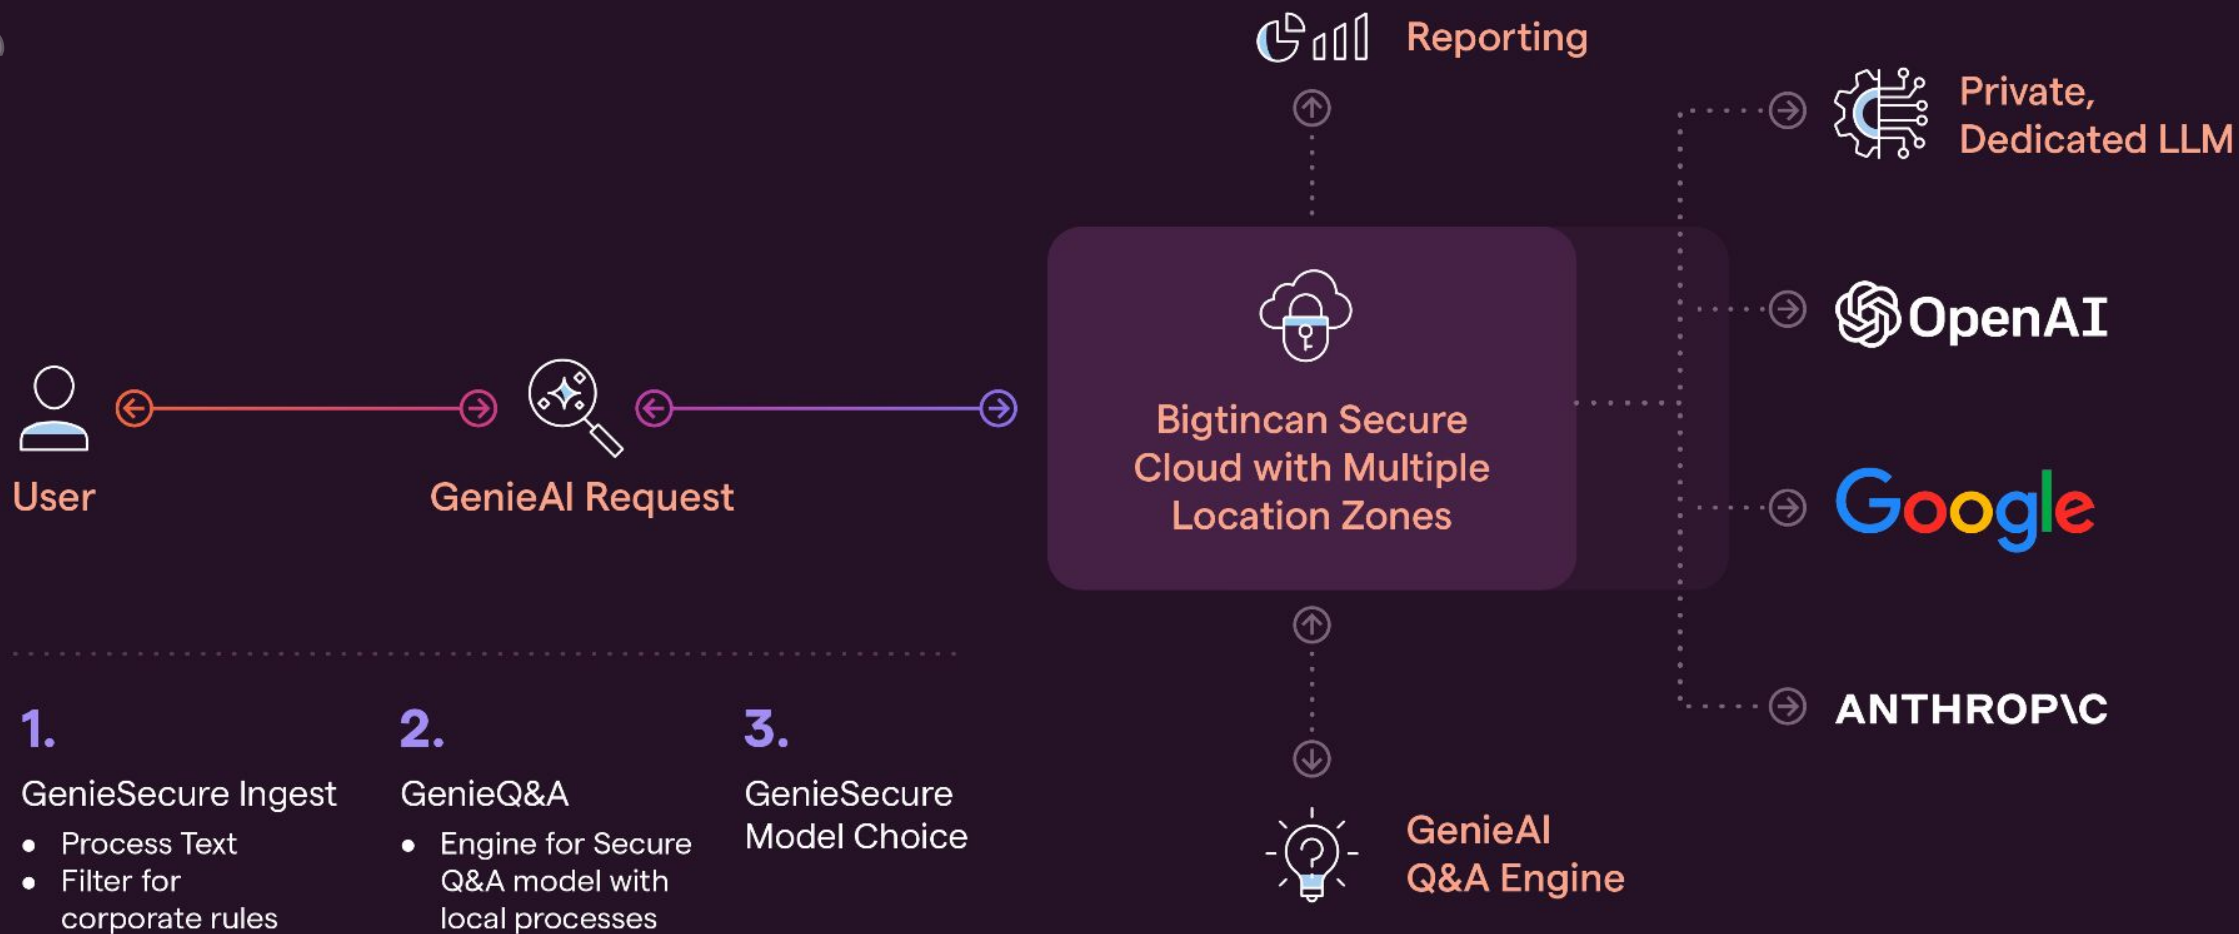 Reporting
Private,
Dedicated LLM
OpenAI
Google
ANTHROP\C
Bigtincan Secure
Cloud with Multiple
Location Zones
User
GenieAI Request
GenieAI
Q&A Engine
1.
GenieSecure Ingest
• Process Text
• Filter for
corporate rules
2.
GenieQ&A
• Engine for Secure
Q&A model with
local processes
3.
GenieSecure
Model Choice